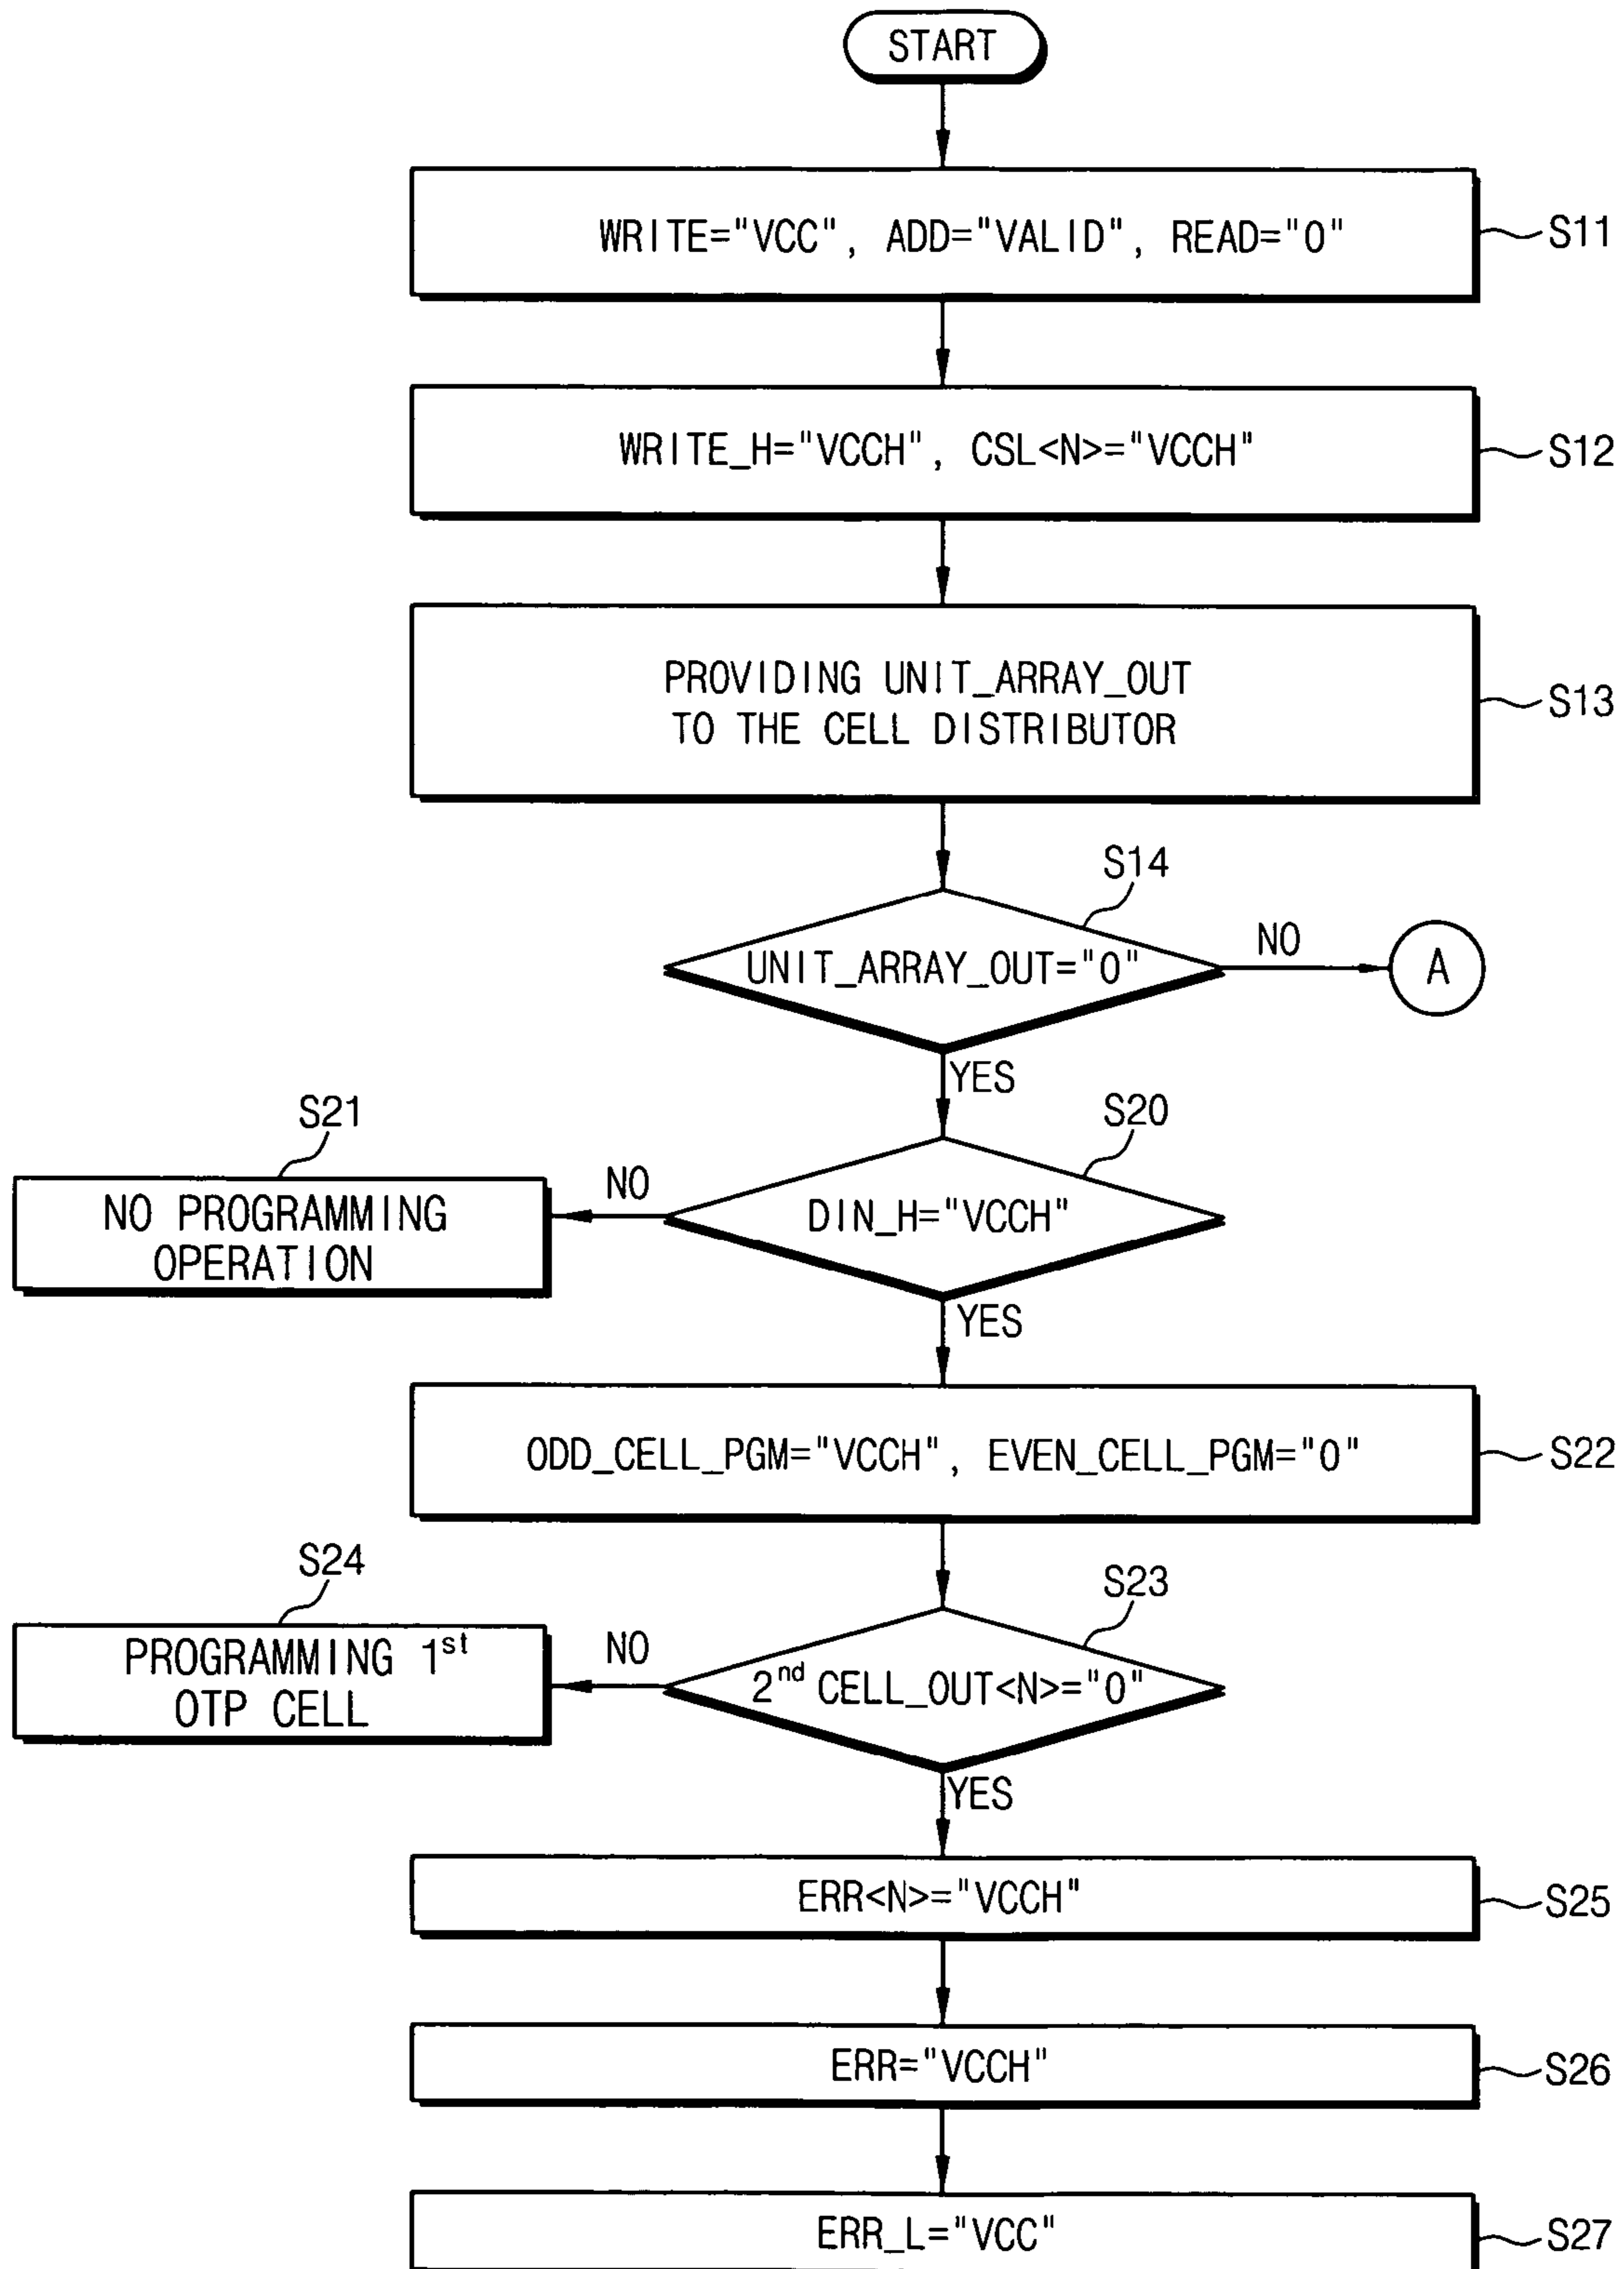 START
WRITE="VCC", ADD="VALID", READ="0"
S11
WRITE_H="VCCH", CSL<N>="VCCH"
S12
PROVIDING UNIT_ARRAY_OUT
TO THE CELL DISTRIBUTOR
S13
S14
UNIT_ARRAY_OUT="0"
NO
A
YES
S21
S20
NO PROGRAMMING
OPERATION
NO
DIN_H="VCCH"
YES
ODD_CELL_PGM="VCCH", EVEN_CELL_PGM="0"
S22
S24
S23
PROGRAMMING 1st
OTP CELL
NO
2nd CELL_OUT<N>="0"
YES
ERR<N>="VCCH"
S25
ERR="VCCH"
S26
ERR_L="VCC"
S27